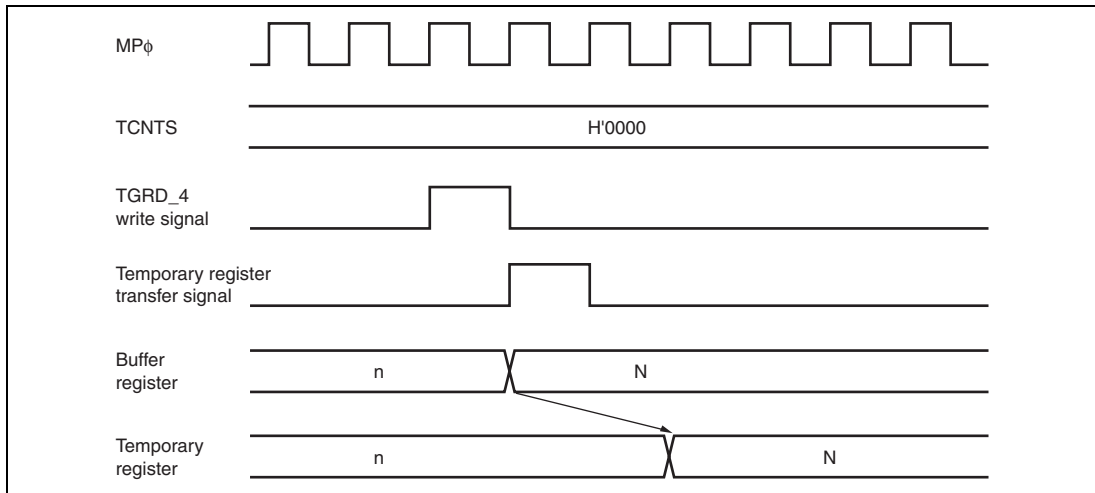 MPϕ
TCNTS
H'0000
TGRD_4
write signal
Temporary register
transfer signal
Buffer
register
n
N
Temporary
register
n
N